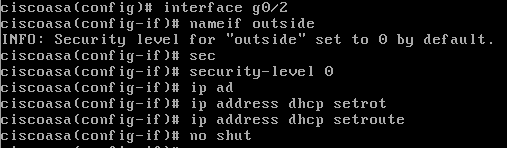 ciscoasa(config)# interface g0/2
ciscoasa(config-if)# nameif outside
INFO: Security level for "outside" set to 0 by default.
ciscoasa(config-if)# sec
ciscoasa(config-if)# security-level 0
ciscoasa(config-if)# ip ad
ciscoasa(config-if)# ip address dhcp setrot
ciscoasa(config-if)# ip address dhcp setroute
ciscoasa(config-if)# no shut